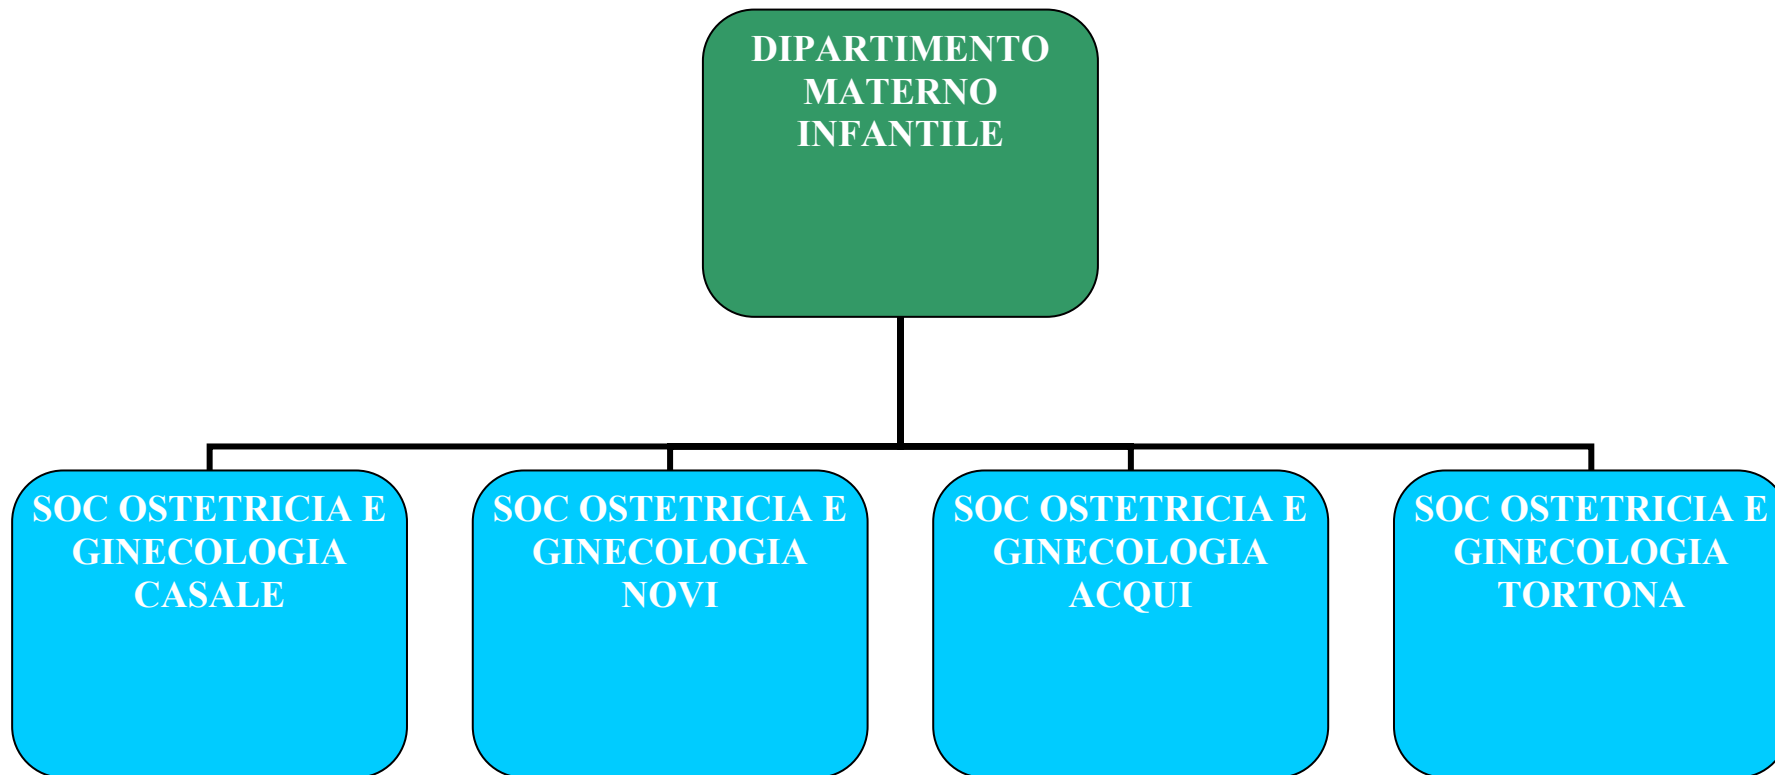 DIPARTIMENTO
MATERNO
INFANTILE
SOC OSTETRICIA E
GINECOLOGIA
CASALE
SOC OSTETRICIA E
GINECOLOGIA
NOVI
SOC OSTETRICIA E
GINECOLOGIA
ACQUI
SOC OSTETRICIA E
GINECOLOGIA
TORTONA